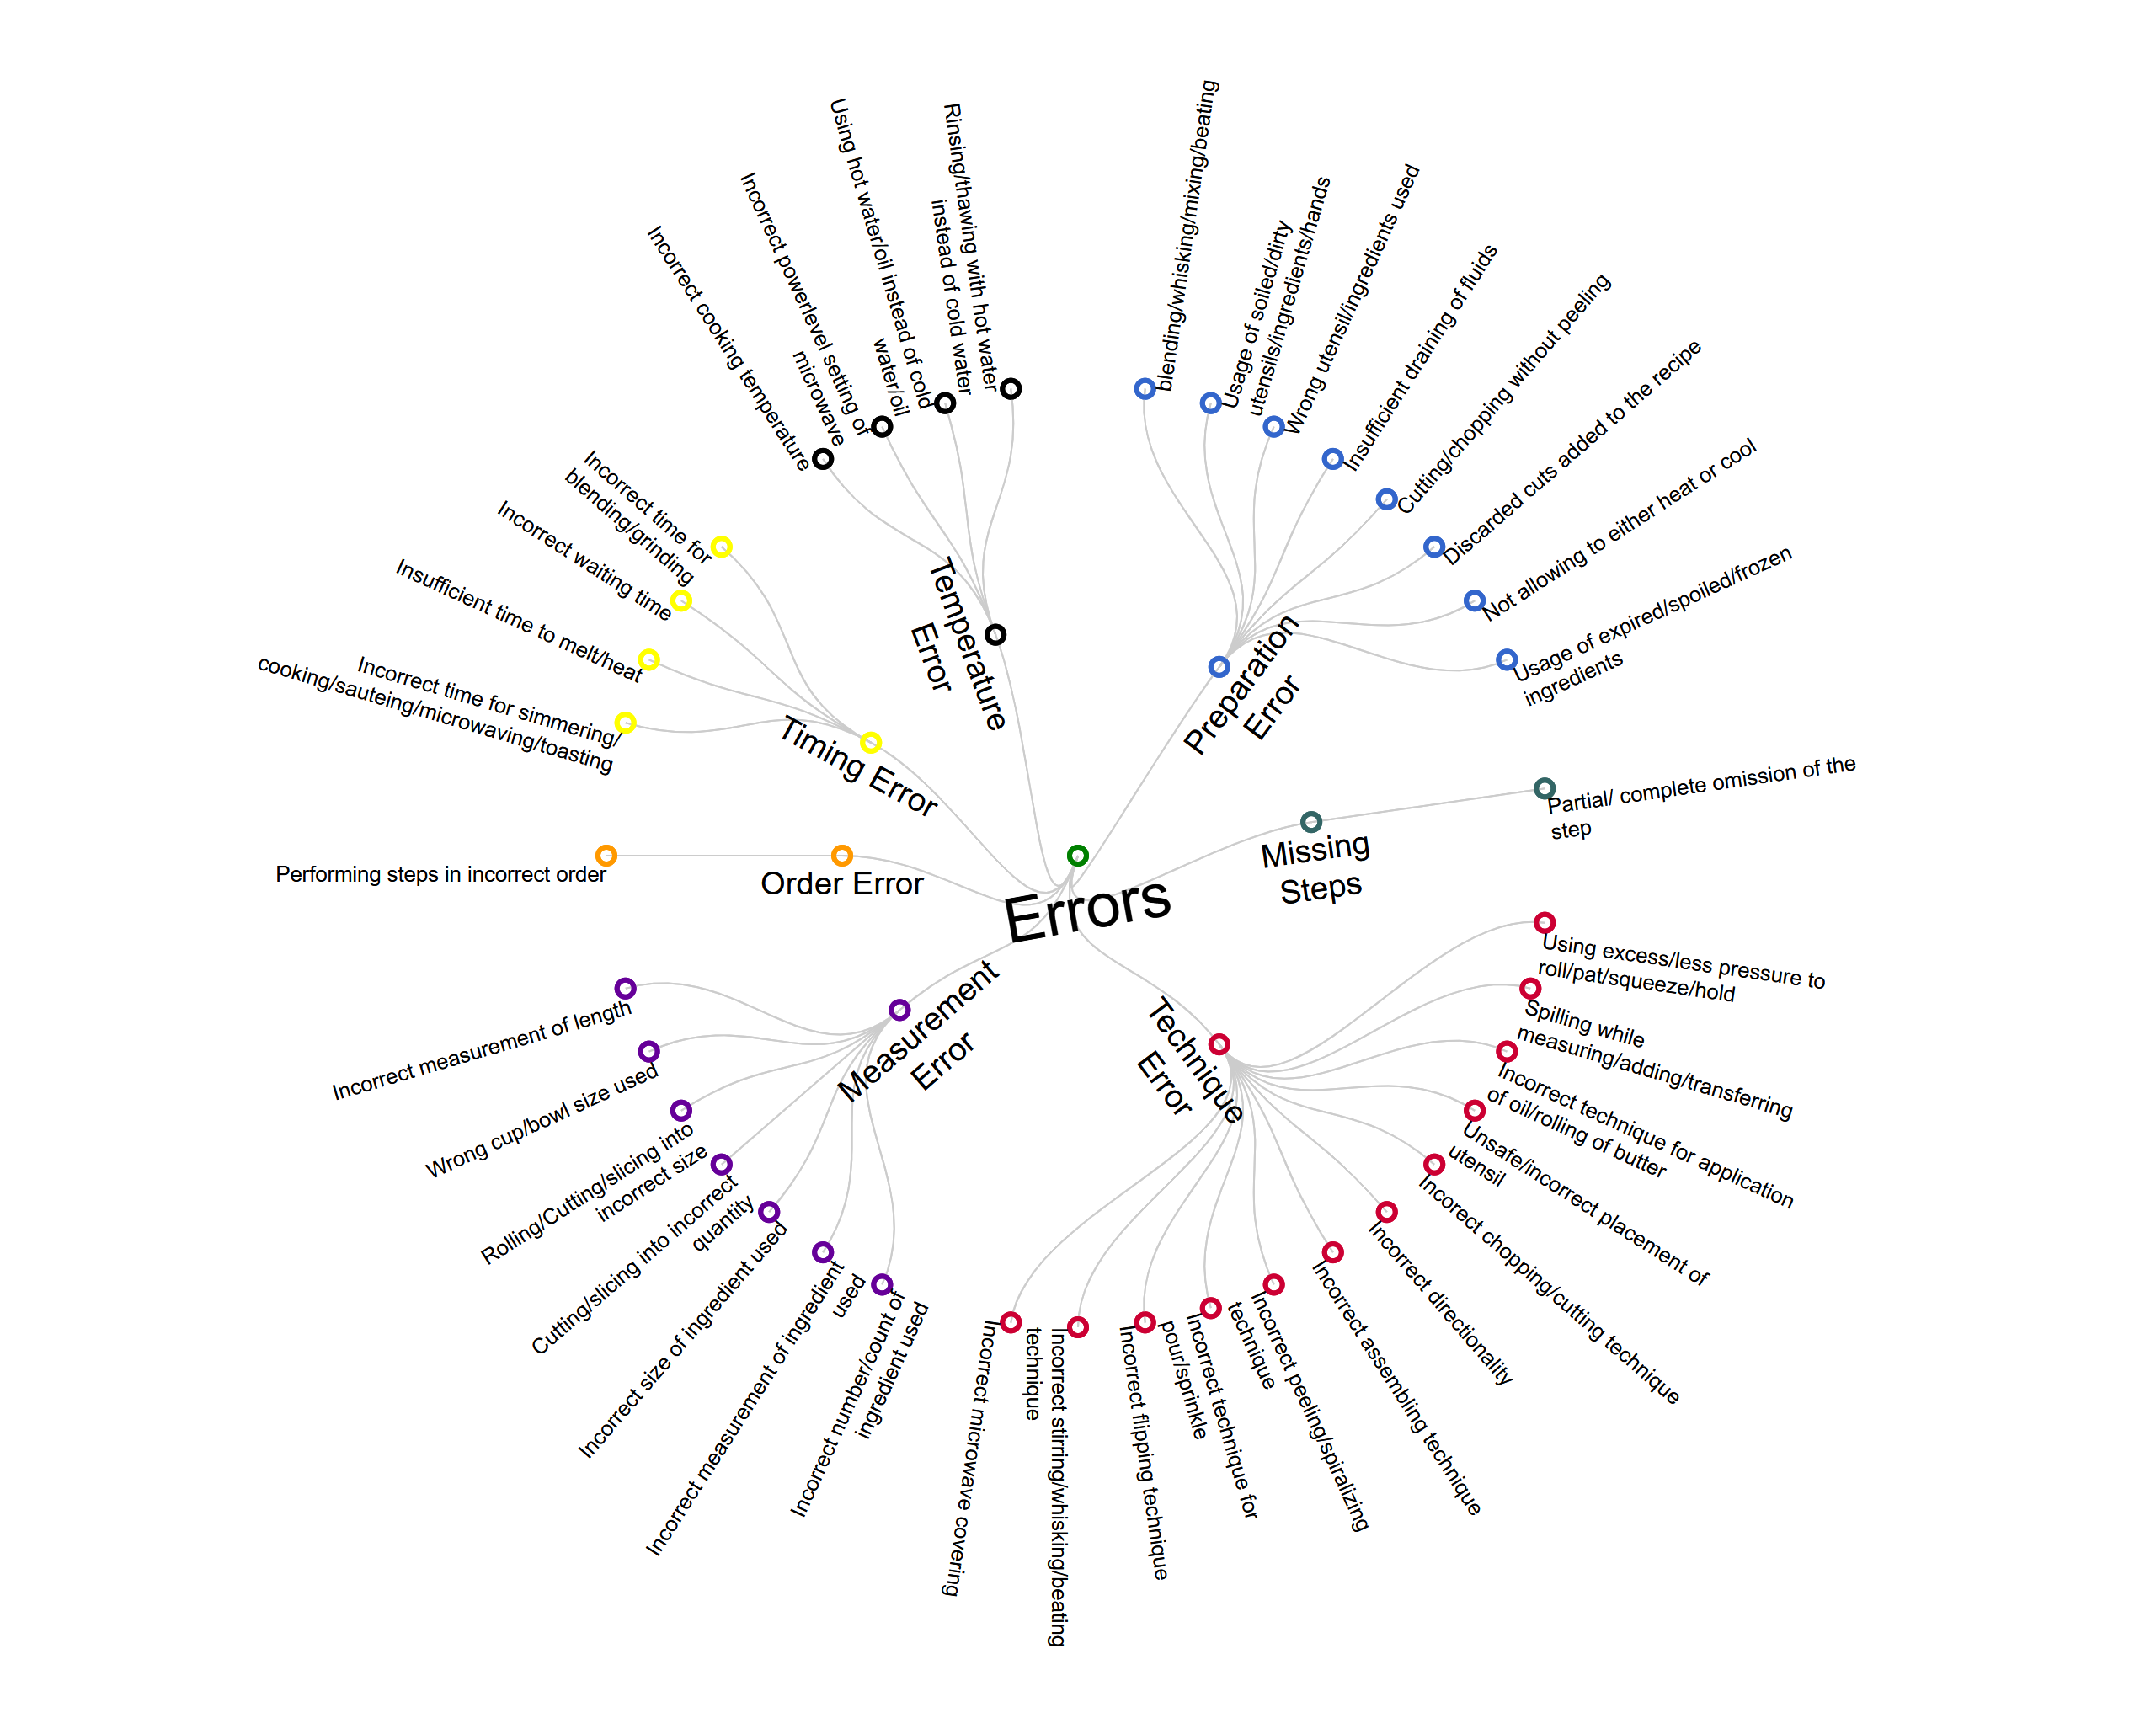 Errors
Temperature
Error
Rinsing/thawing with hot water
instead of cold water
Using hot water/oil instead of cold
water/oil
Incorrect powerlevel setting of
microwave
Incorrect cooking temperature
Timing Error
Incorrect time for
blending/grinding
Incorrect waiting time
Insufficient time to melt/heat
Incorrect time for simmering/
cooking/sauteing/microwaving/toasting
Order Error
Performing steps in incorrect order
Measurement
Error
Incorrect measurement of length
Wrong cup/bowl size used
Rolling/Cutting/slicing into
incorrect size
Cutting/slicing into incorrect
quantity
Incorrect size of ingredient used
Incorrect measurement of ingredient
used
Incorrect number/count of
ingredient used
Technique
Error
Incorrect microwave covering
technique
Incorrect stirring/whisking/beating
Incorrect flipping technique
Incorrect technique for
pour/sprinkle
Incorrect peeling/spiralizing
technique
Incorrect assembling technique
Incorrect directionality
Incorect chopping/cutting technique
Unsafe/incorrect placement of
utensil
Incorrect technique for application
of oil/rolling of butter
Spilling while
measuring/adding/transferring
Using excess/less pressure to
roll/pat/squeeze/hold
Missing
Steps
Partial/ complete omission of the
step
Preparation
Error
Usage of expired/spoiled/frozen
ingredients
Not allowing to either heat or cool
Discarded cuts added to the recipe
Cutting/chopping without peeling
Insufficient draining of fluids
Wrong utensil/ingredients used
Usage of soiled/dirty
utensils/ingredients/hands
blending/whisking/mixing/beating